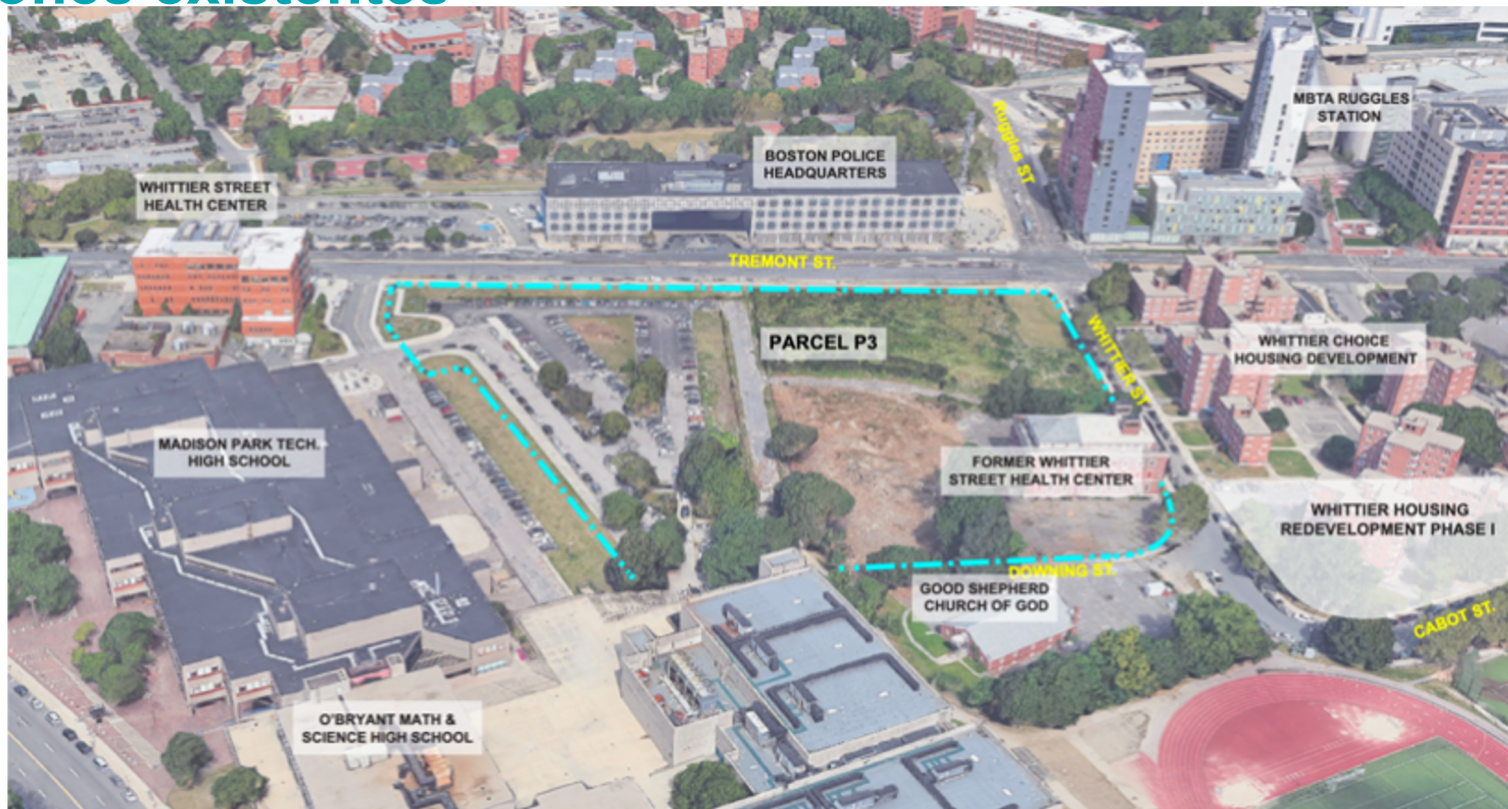 existentes
MBTA RUGGLES
STATION
Ruggles ST
BOSTON POLICE
HEADQUARTERS
WHITTIER STREET
HEALTH CENTER
TREMONT ST.
PARCEL P3
WHITTIER ST
WHITTIER CHOICE
HOUSING DEVELOPMENT
MADISON PARK TECH.
HIGH SCHOOL
FORMER WHITTIER
STREET HEALTH CENTER
WHITTIER HOUSING
REDEVELOPMENT PHASE I
DOWNING ST.
GOOD SHEPHERD
CHURCH OF GOD
CABOT ST.
O'BRYANT MATH &
SCIENCE HIGH SCHOOL